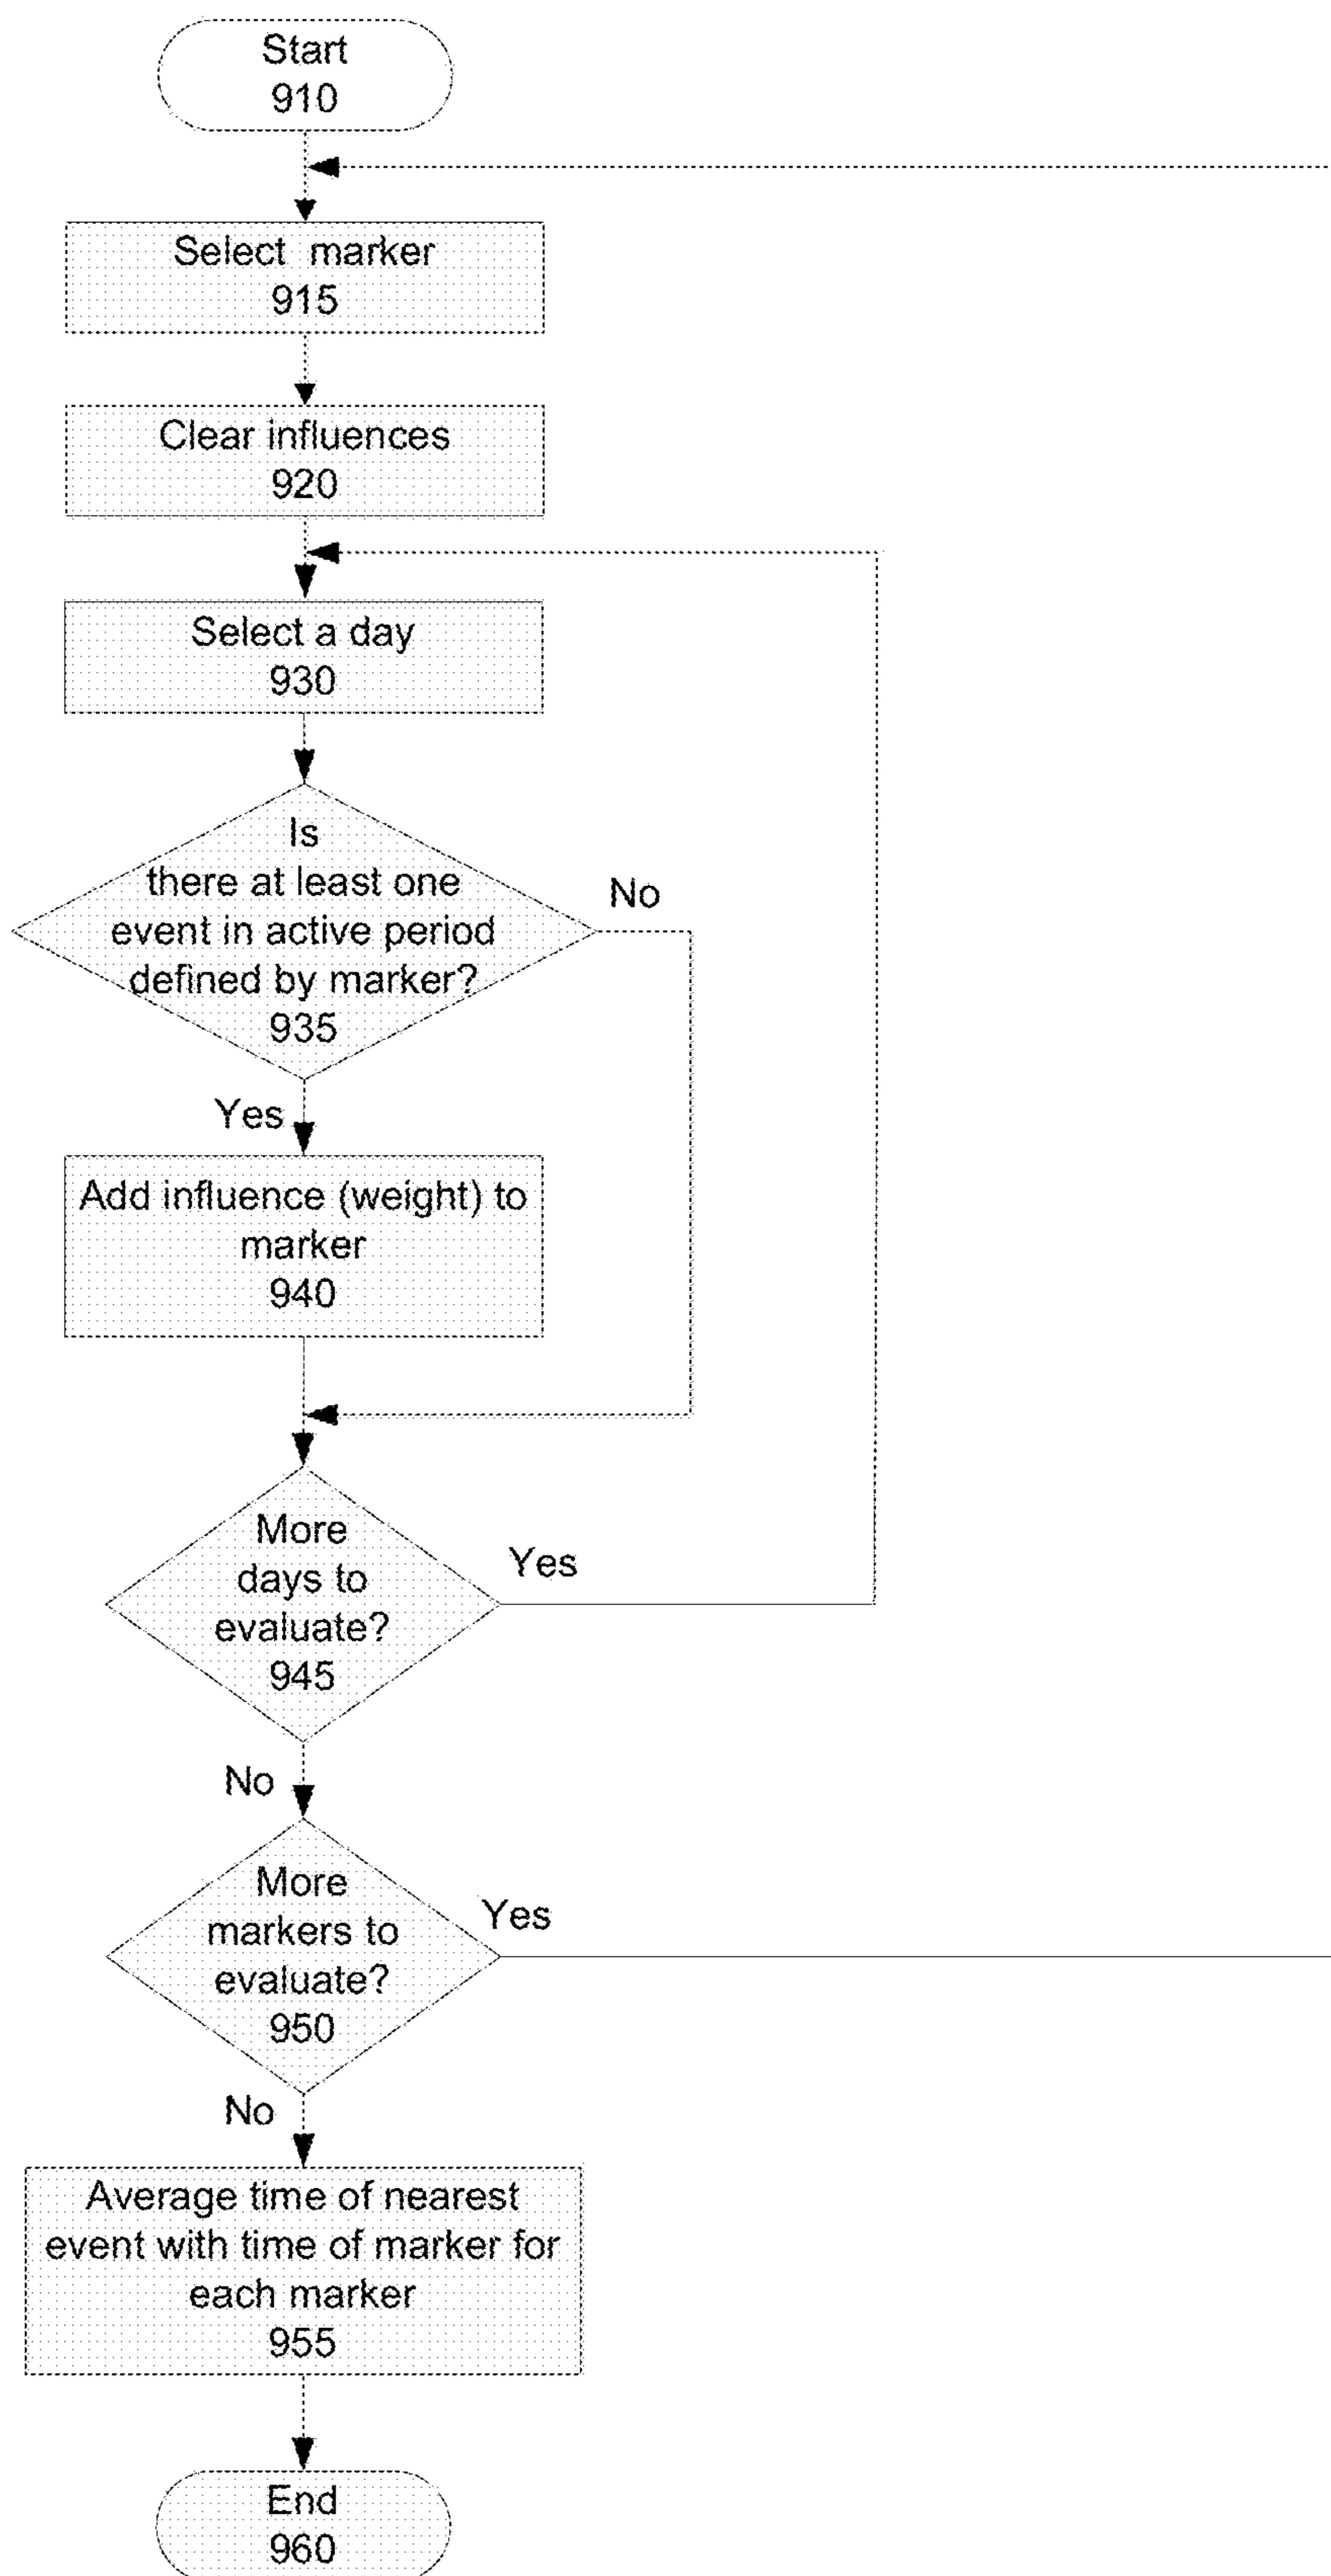 Start
910
Select marker
915
Clear influences
920
Select a day
930
Is
there at least one
event in active period
defined by marker?
935
No
Yes
Add influence (weight) to
marker
940
More
days to
evaluate?
945
Yes
No
More
markers to
evaluate?
950
Yes
No
Average time of nearest
event with time of marker for
each marker
955
End
960